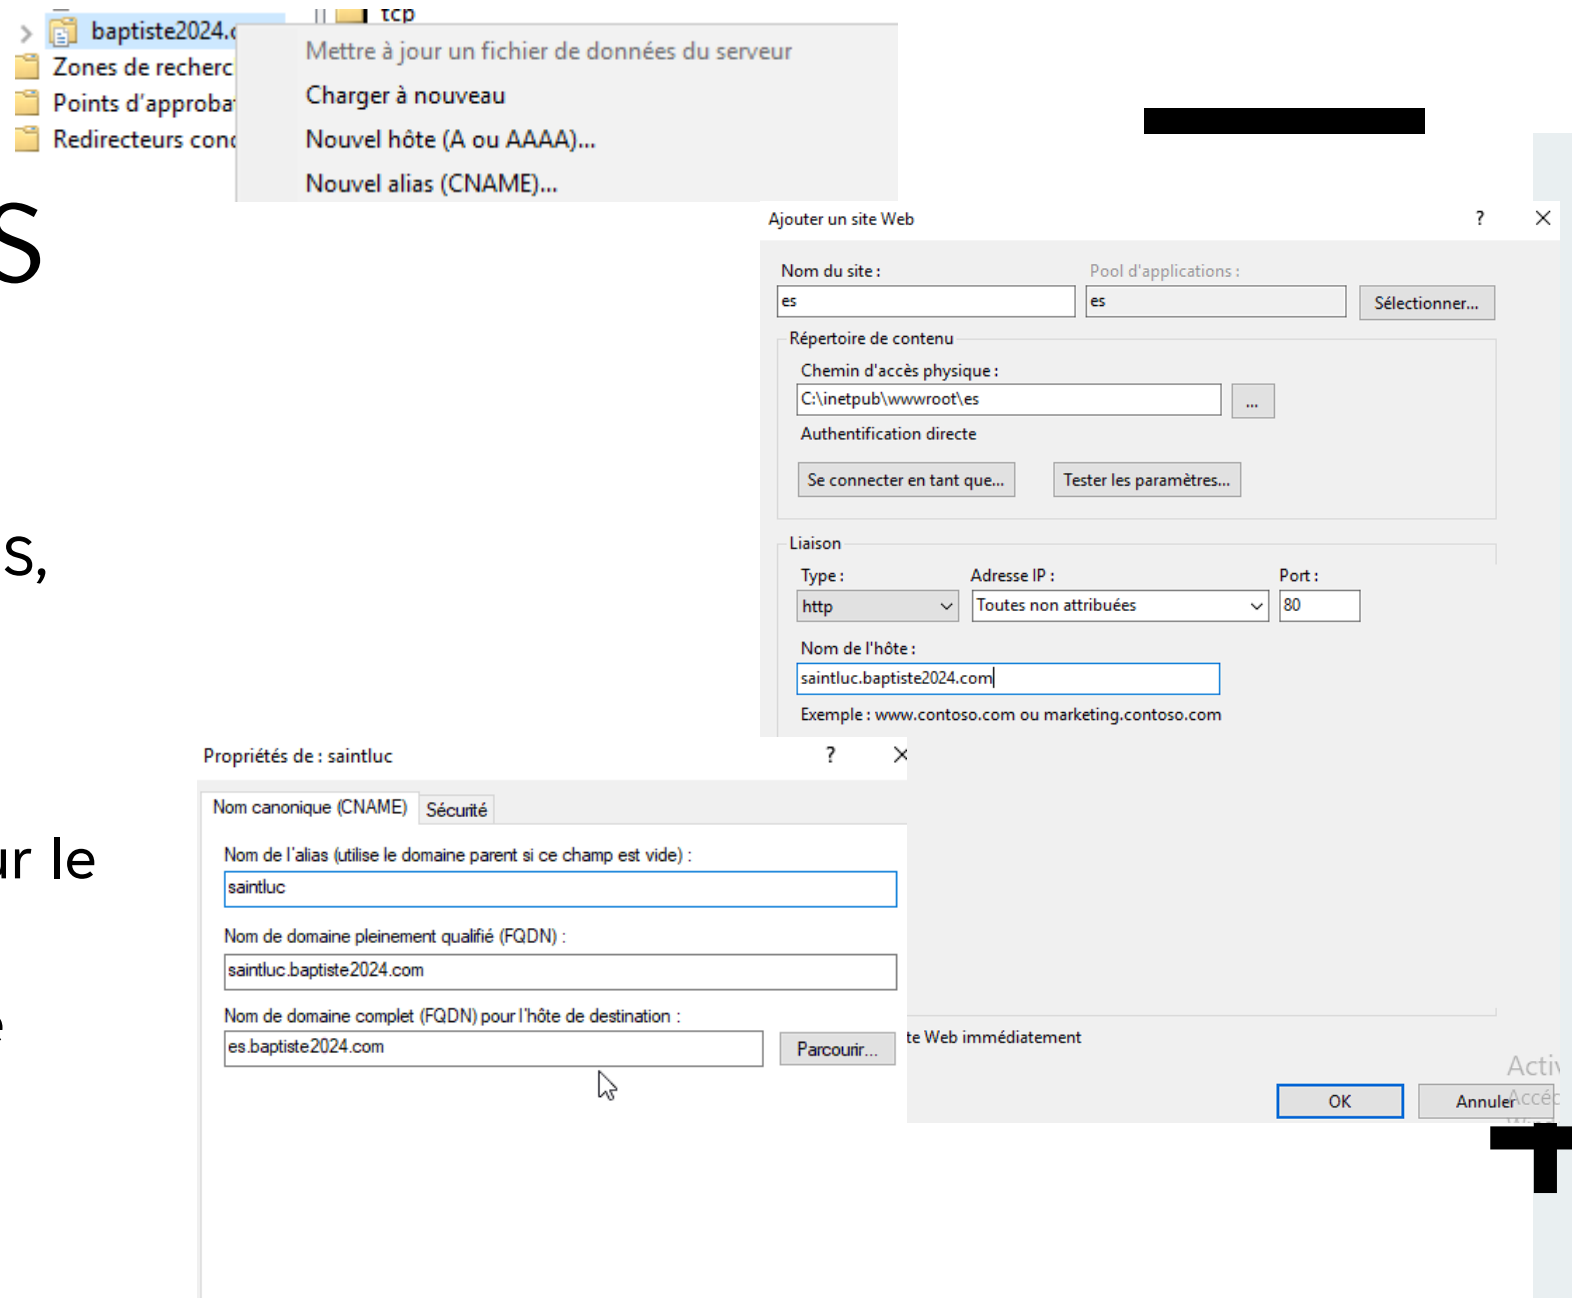 baptiste2024.
tcp
Zones de recherc
Points d'approba
Redirecteurs cond
Mettre à jour un fichier de données du serveur
Charger à nouveau
Nouvel hôte (A ou AAAA)...
Nouvel alias (CNAME)...
S
s,
ur le
e
Ajouter un site Web
?
Nom du site :
Pool d'applications :
es
es
Sélectionner...
Répertoire de contenu
Chemin d'accès physique :
C:\inetpub\wwwroot\es
...
Authentification directe
Se connecter en tant que...
Tester les paramètres...
Liaison
Type :
Adresse IP :
Port :
http
Toutes non attribuées
80
Nom de l'hôte :
saintluc.baptiste2024.com
Exemple : www.contoso.com ou marketing.contoso.com
te Web immédiatement
OK
Annuler
Activ
Accéd
Propriétés de : saintluc
?
Nom canonique (CNAME)
Sécurité
Nom de l'alias (utilise le domaine parent si ce champ est vide) :
saintluc
Nom de domaine pleinement qualifié (FQDN) :
saintluc.baptiste2024.com
Nom de domaine complet (FQDN) pour l'hôte de destination :
es.baptiste2024.com
Parcourir...